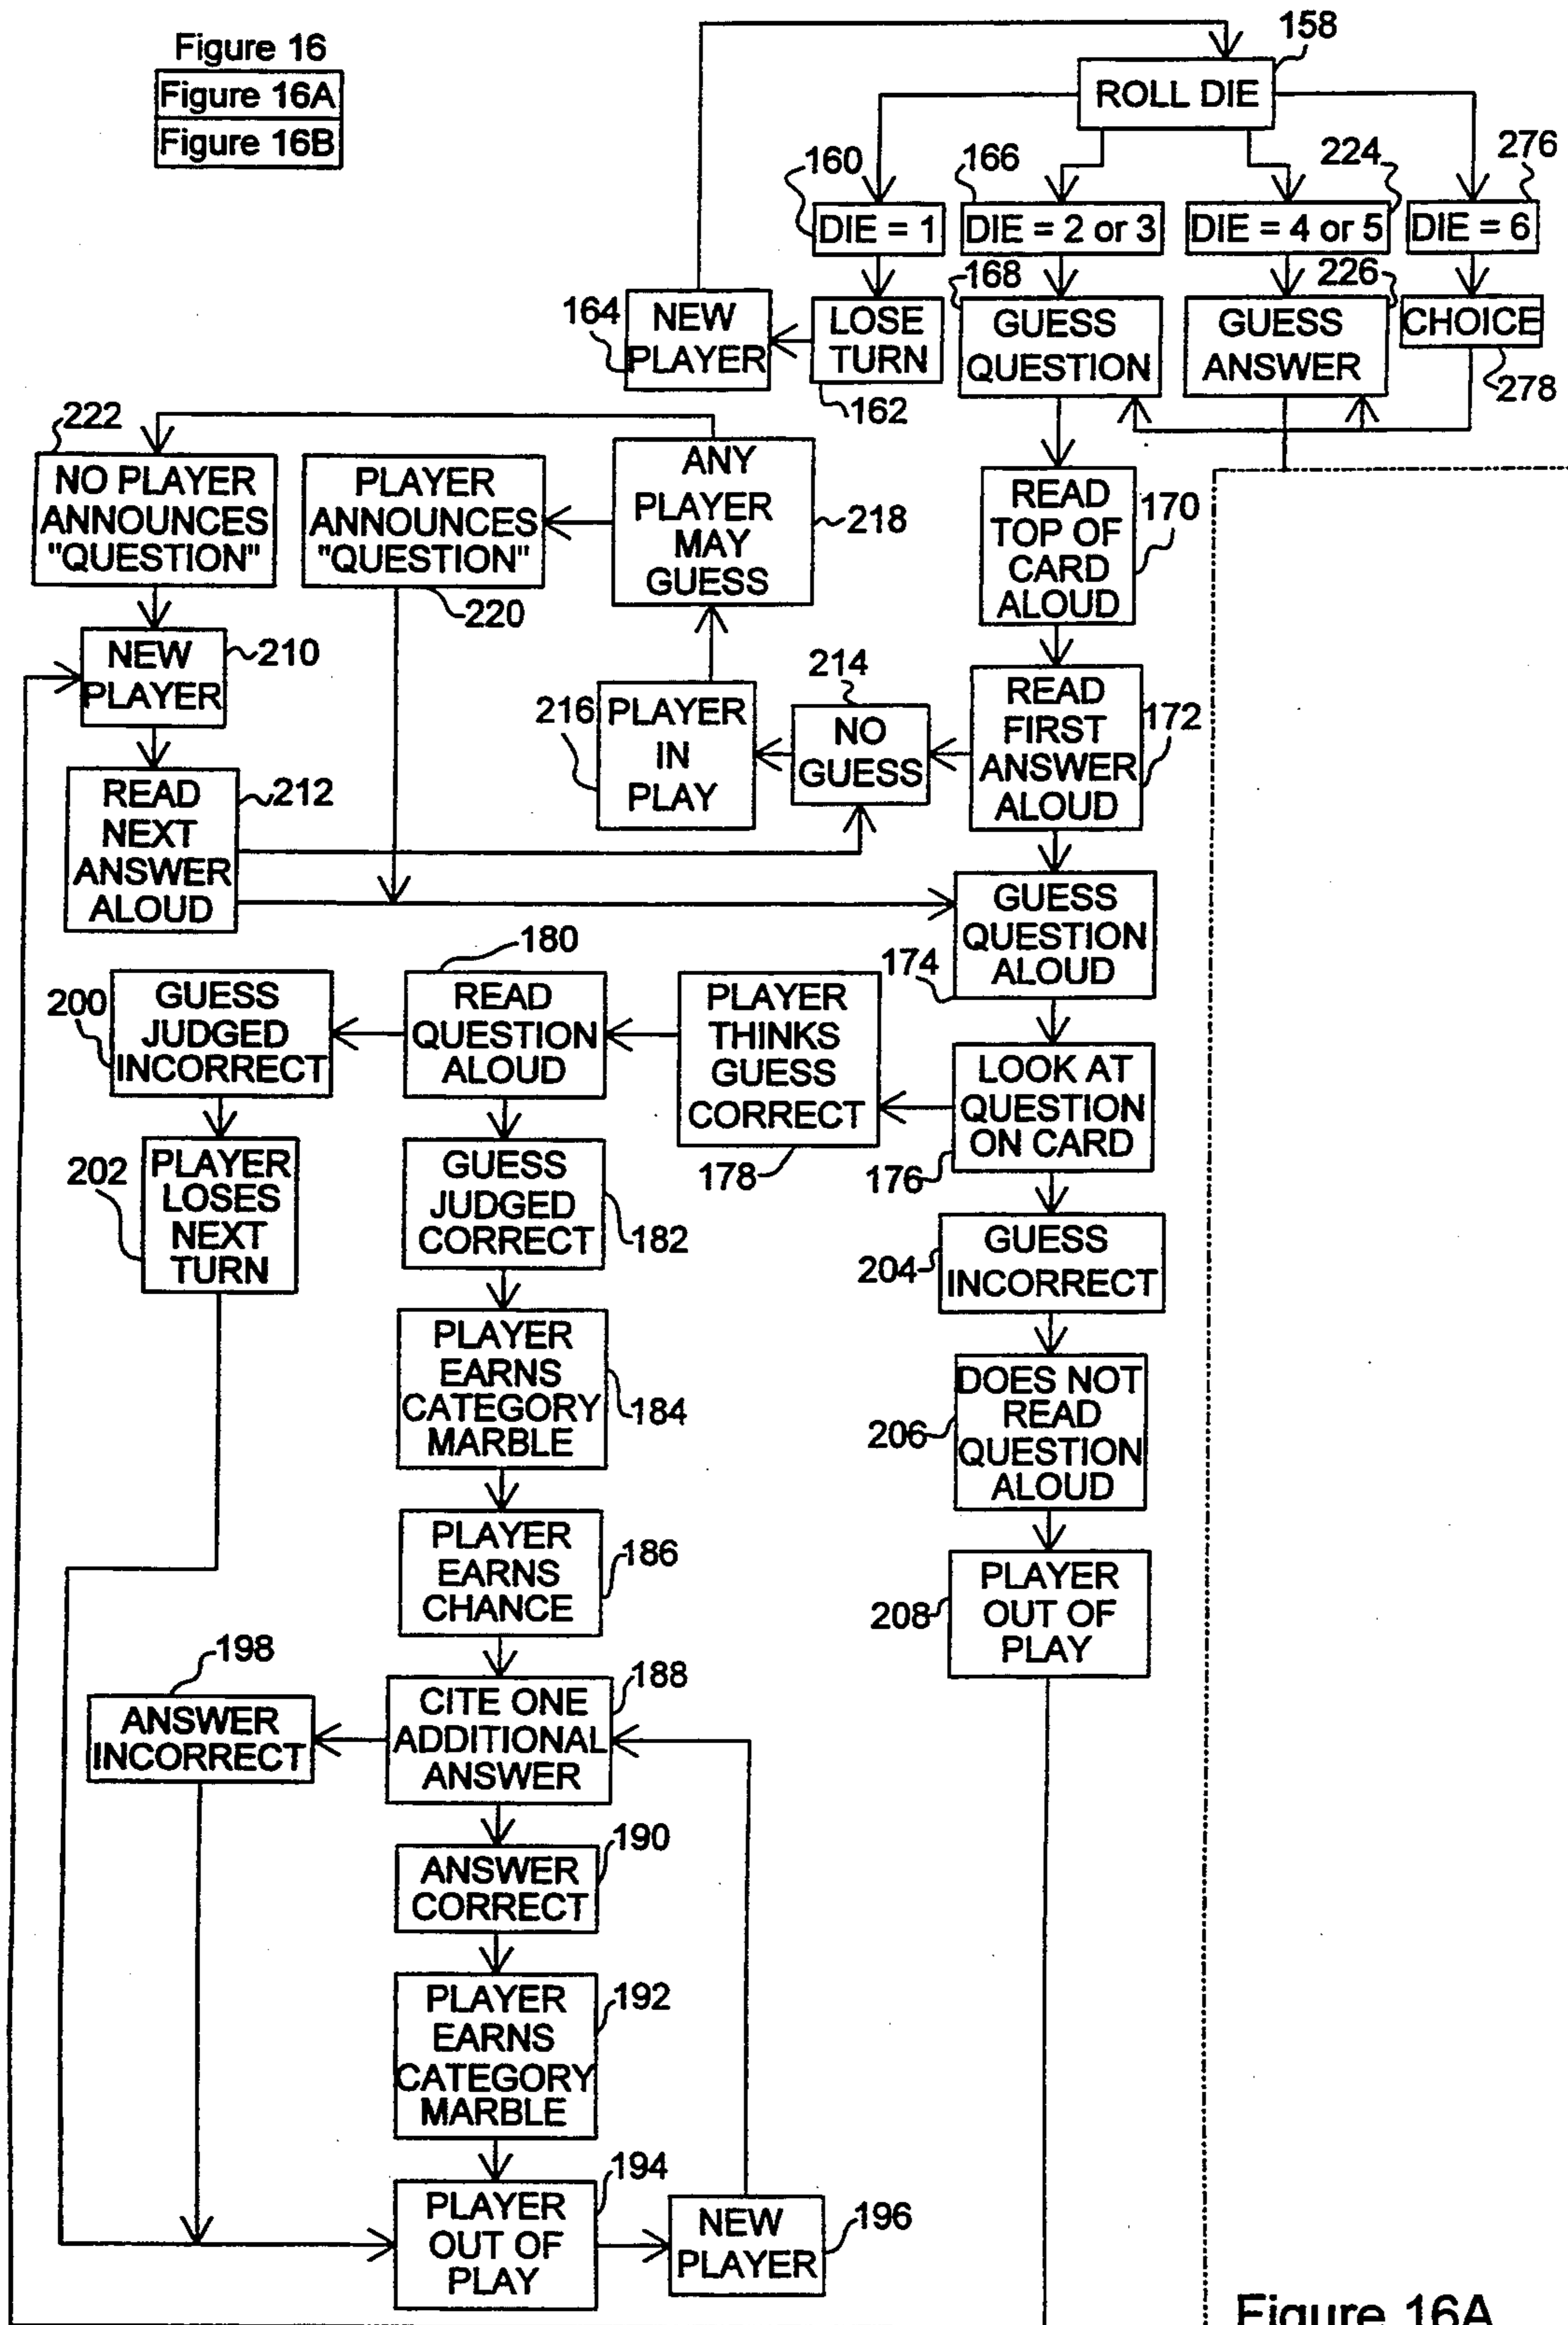 Figure 16
Figure 16A
Figure 16B
158
ROLL DIE
160
166
224
276
DIE = 1
DIE = 2 or 3
DIE = 4 or 5
DIE = 6
168
226
164
NEW
PLAYER
LOSE
TURN
162
GUESS
QUESTION
GUESS
ANSWER
CHOICE
278
222
NO PLAYER
ANNOUNCES
"QUESTION"
PLAYER
ANNOUNCES
"QUESTION"
220
ANY
PLAYER
MAY
GUESS
218
READ
TOP OF
CARD
ALOUD
170
NEW
PLAYER
210
216
PLAYER
IN
PLAY
214
NO
GUESS
READ
FIRST
ANSWER
ALOUD
172
READ
NEXT
ANSWER
ALOUD
212
GUESS
QUESTION
ALOUD
174
200
GUESS
JUDGED
INCORRECT
180
READ
QUESTION
ALOUD
PLAYER
THINKS
GUESS
CORRECT
178
LOOK AT
QUESTION
ON CARD
176
202
PLAYER
LOSES
NEXT
TURN
GUESS
JUDGED
CORRECT
182
204
GUESS
INCORRECT
PLAYER
EARNS
CATEGORY
MARBLE
184
206
DOES NOT
READ
QUESTION
ALOUD
PLAYER
EARNS
CHANCE
186
208
PLAYER
OUT OF
PLAY
198
ANSWER
INCORRECT
188
CITE ONE
ADDITIONAL
ANSWER
190
ANSWER
CORRECT
PLAYER
EARNS
CATEGORY
MARBLE
192
194
PLAYER
OUT OF
PLAY
NEW
PLAYER
196
Figure 16A